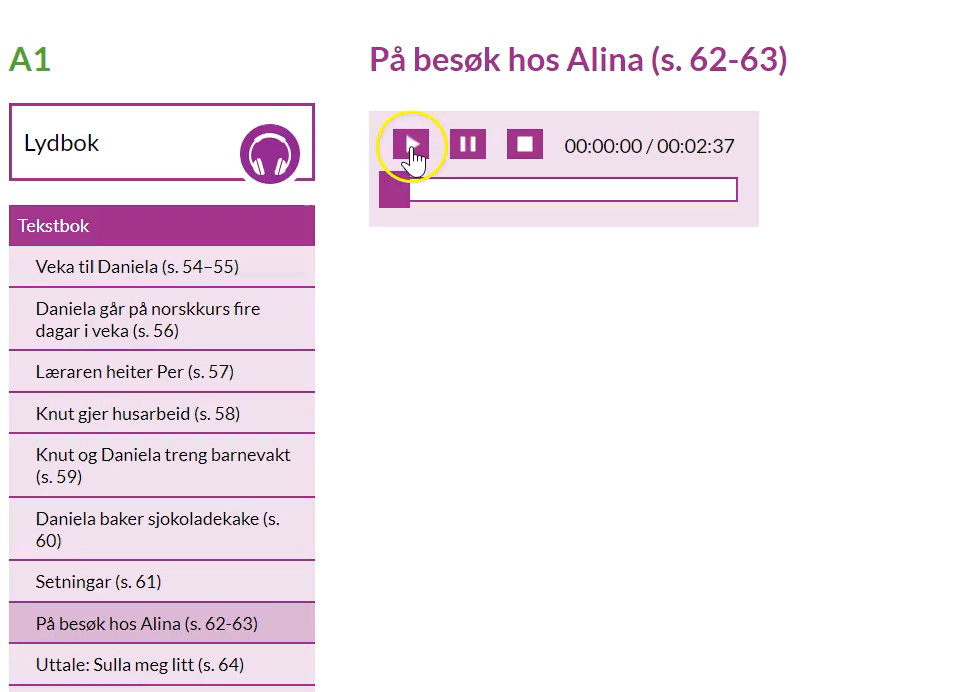 A1
På besøk hos Alina (s. 62-63)
Lydbok
00:00:00 / 00:02:37
Tekstbok
Veka til Daniela (s. 54–55)
Daniela går på norskkurs fire
dagar i veka (s. 56)
Læraren heiter Per (s. 57)
Knut gjer husarbeid (s. 58)
Knut og Daniela treng barnevakt
(s. 59)
Daniela baker sjokoladekake (s.
60)
Setningar (s. 61)
På besøk hos Alina (s. 62-63)
Uttale: Sulla meg litt (s. 64)